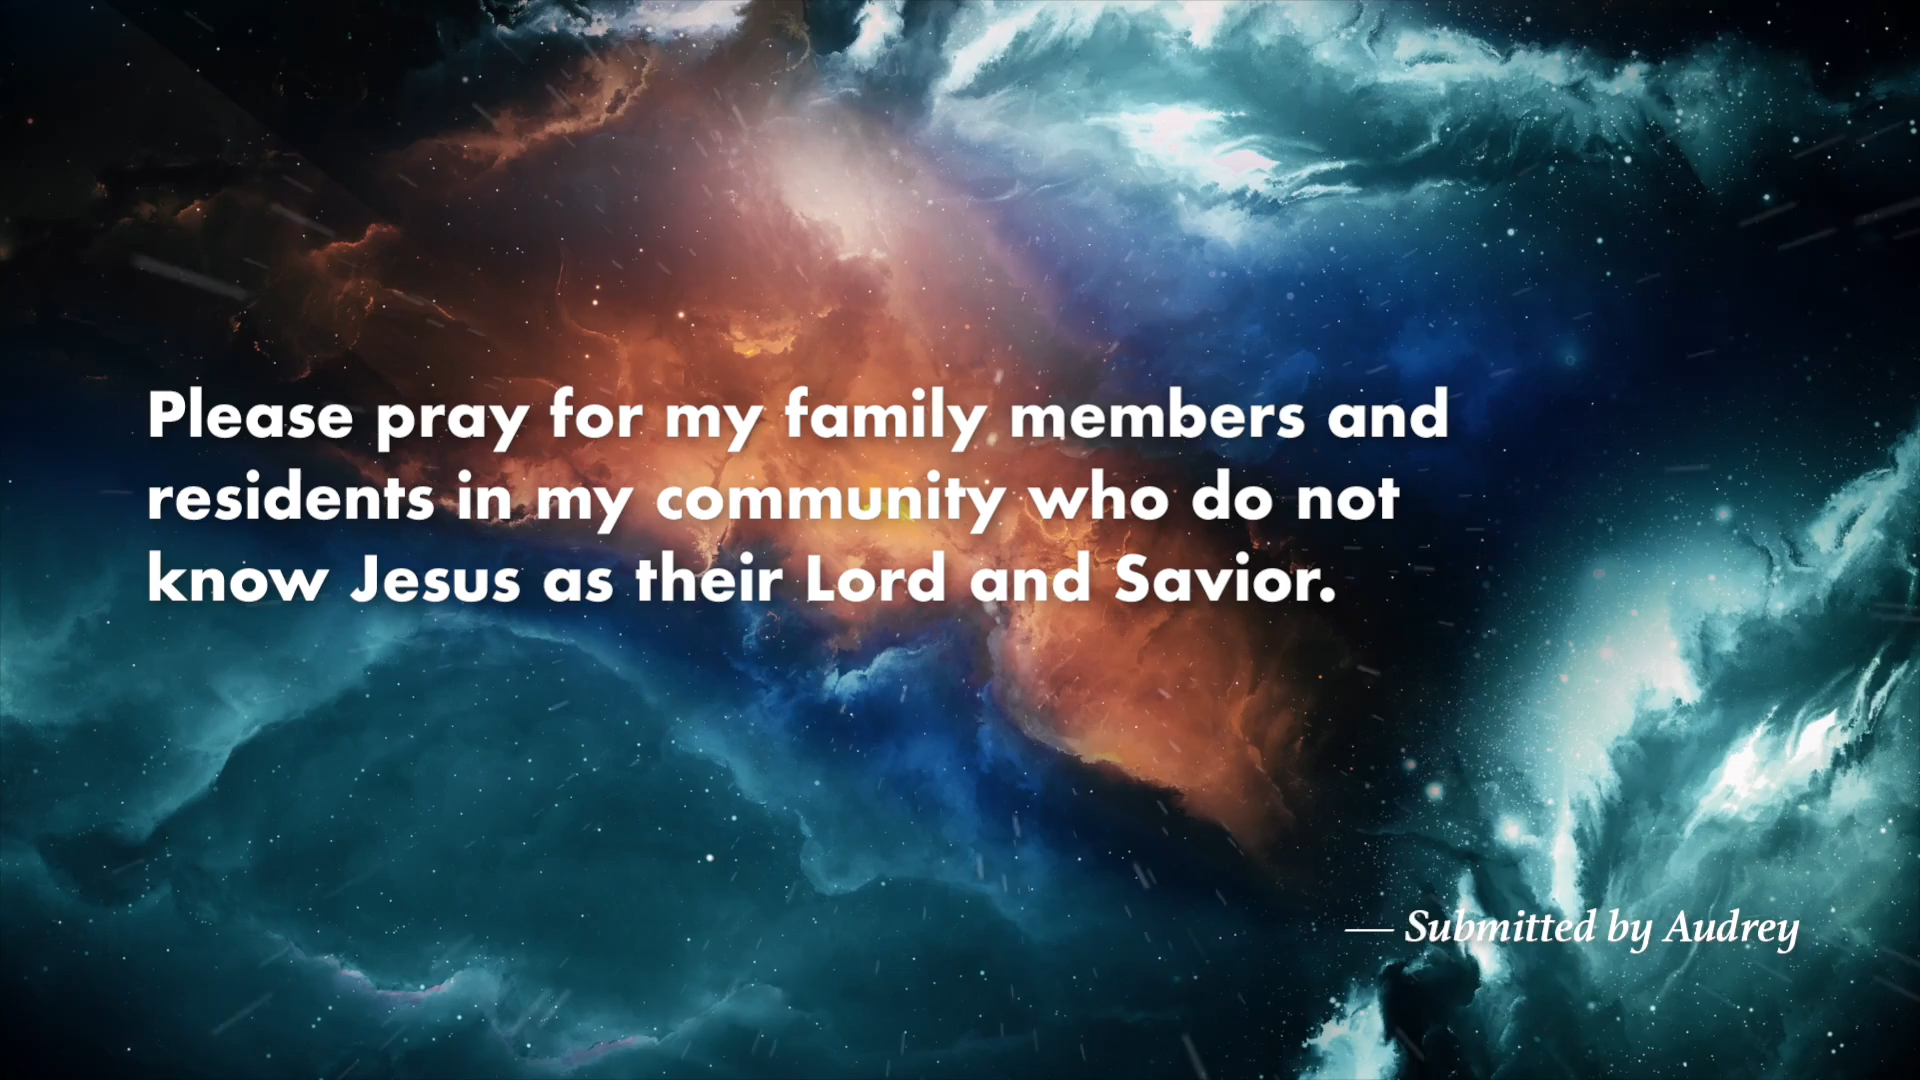 Please pray for my family members and
residents in my community who do not
know Jesus as their Lord and Savior.
— Submitted by Audrey